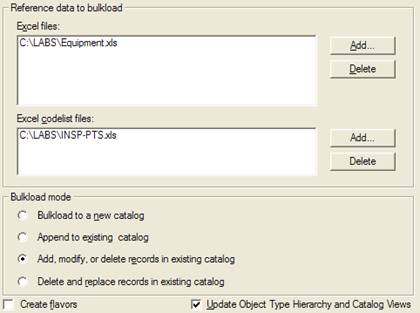 Reference data to bulkload
Excel files:
C:\LABS\Equipment.xls
Add...
Delete
Excel codelist files:
C:\LABS\INSP-PTS.xls
Add...
Delete
Bulkload mode
Bulkload to a new catalog
Append to existing catalog
Add, modify, or delete records in existing catalog
Delete and replace records in existing catalog
Create flavors
Update Object Type Hierarchy and Catalog Views